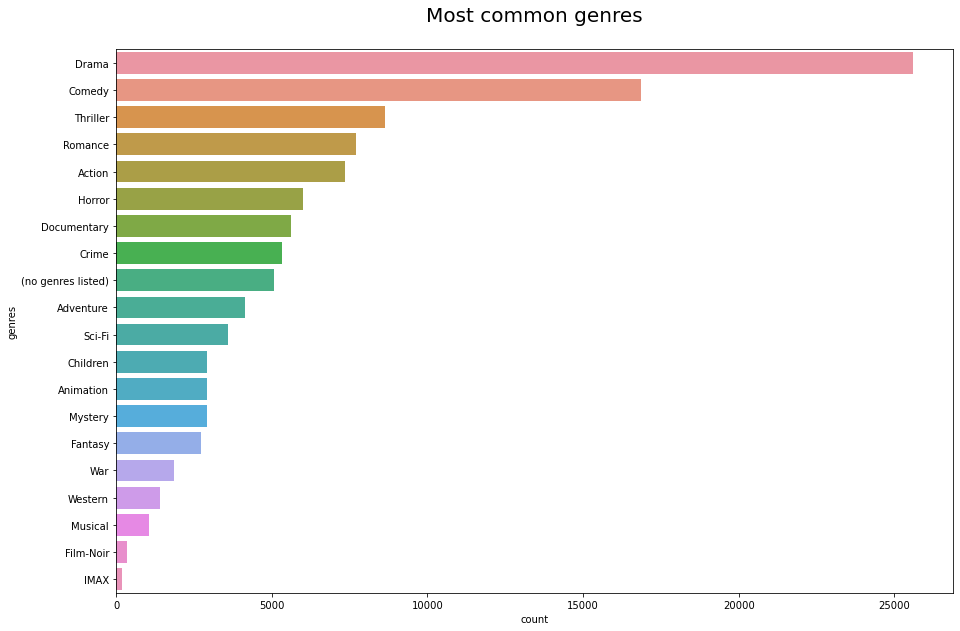 Most common genres
genres
Drama
Comedy
Thriller
Romance
Action
Horror
Documentary
Crime
(no genres listed)
Adventure
Sci-Fi
Children
Animation
Mystery
Fantasy
War
Western
Musical
Film-Noir
IMAX
0 5000 10000 15000 20000 25000
count